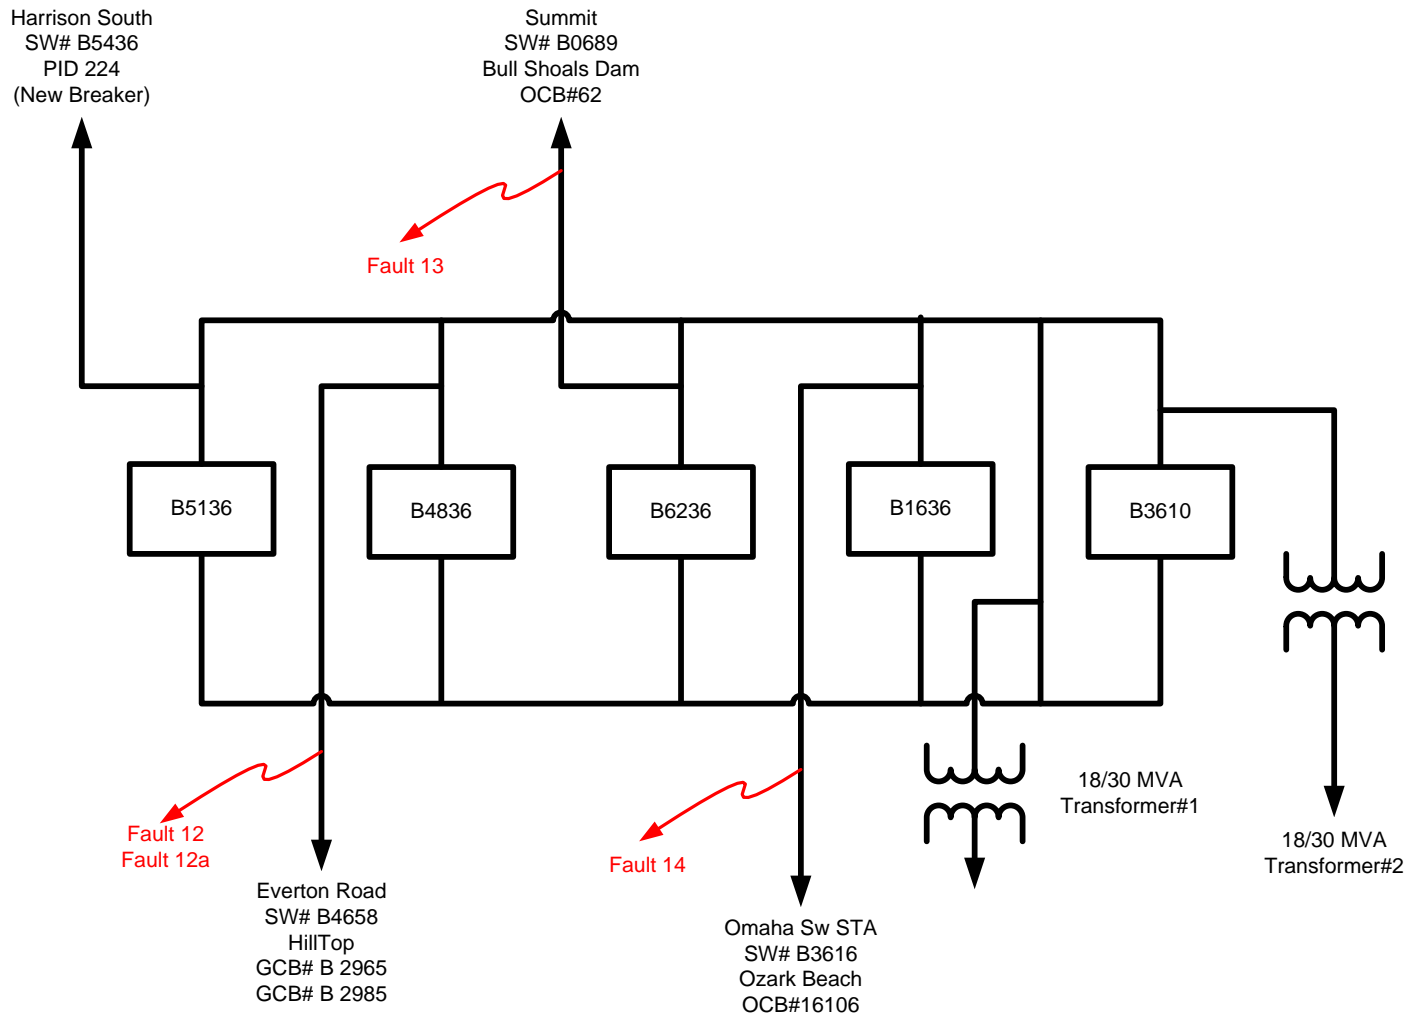 Harrison South
SW# B5436
PID 224
(New Breaker)
Summit
SW# B0689
Bull Shoals Dam
OCB#62
Fault 13
B5136
B4836
B6236
B1636
B3610
18/30 MVA
Transformer#1
18/30 MVA
Transformer#2
Fault 12
Fault 12a
Fault 14
Everton Road
SW# B4658
HillTop
GCB# B 2965
GCB# B 2985
Omaha Sw STA
SW# B3616
Ozark Beach
OCB#16106